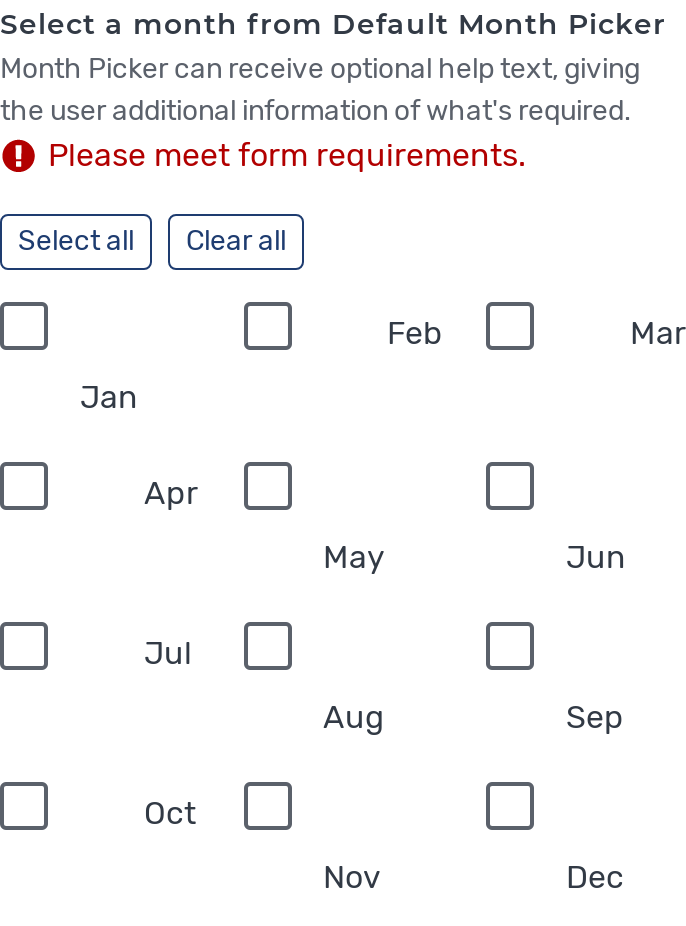 Select a month from Default Month Picker
Month Picker can receive optional help text, giving
the user additional information of what's required.
Please meet form requirements.
Select all Clear all
Jan
Feb
Mar
Apr
May
Jun
Jul
Aug
Sep
Oct
Nov
Dec